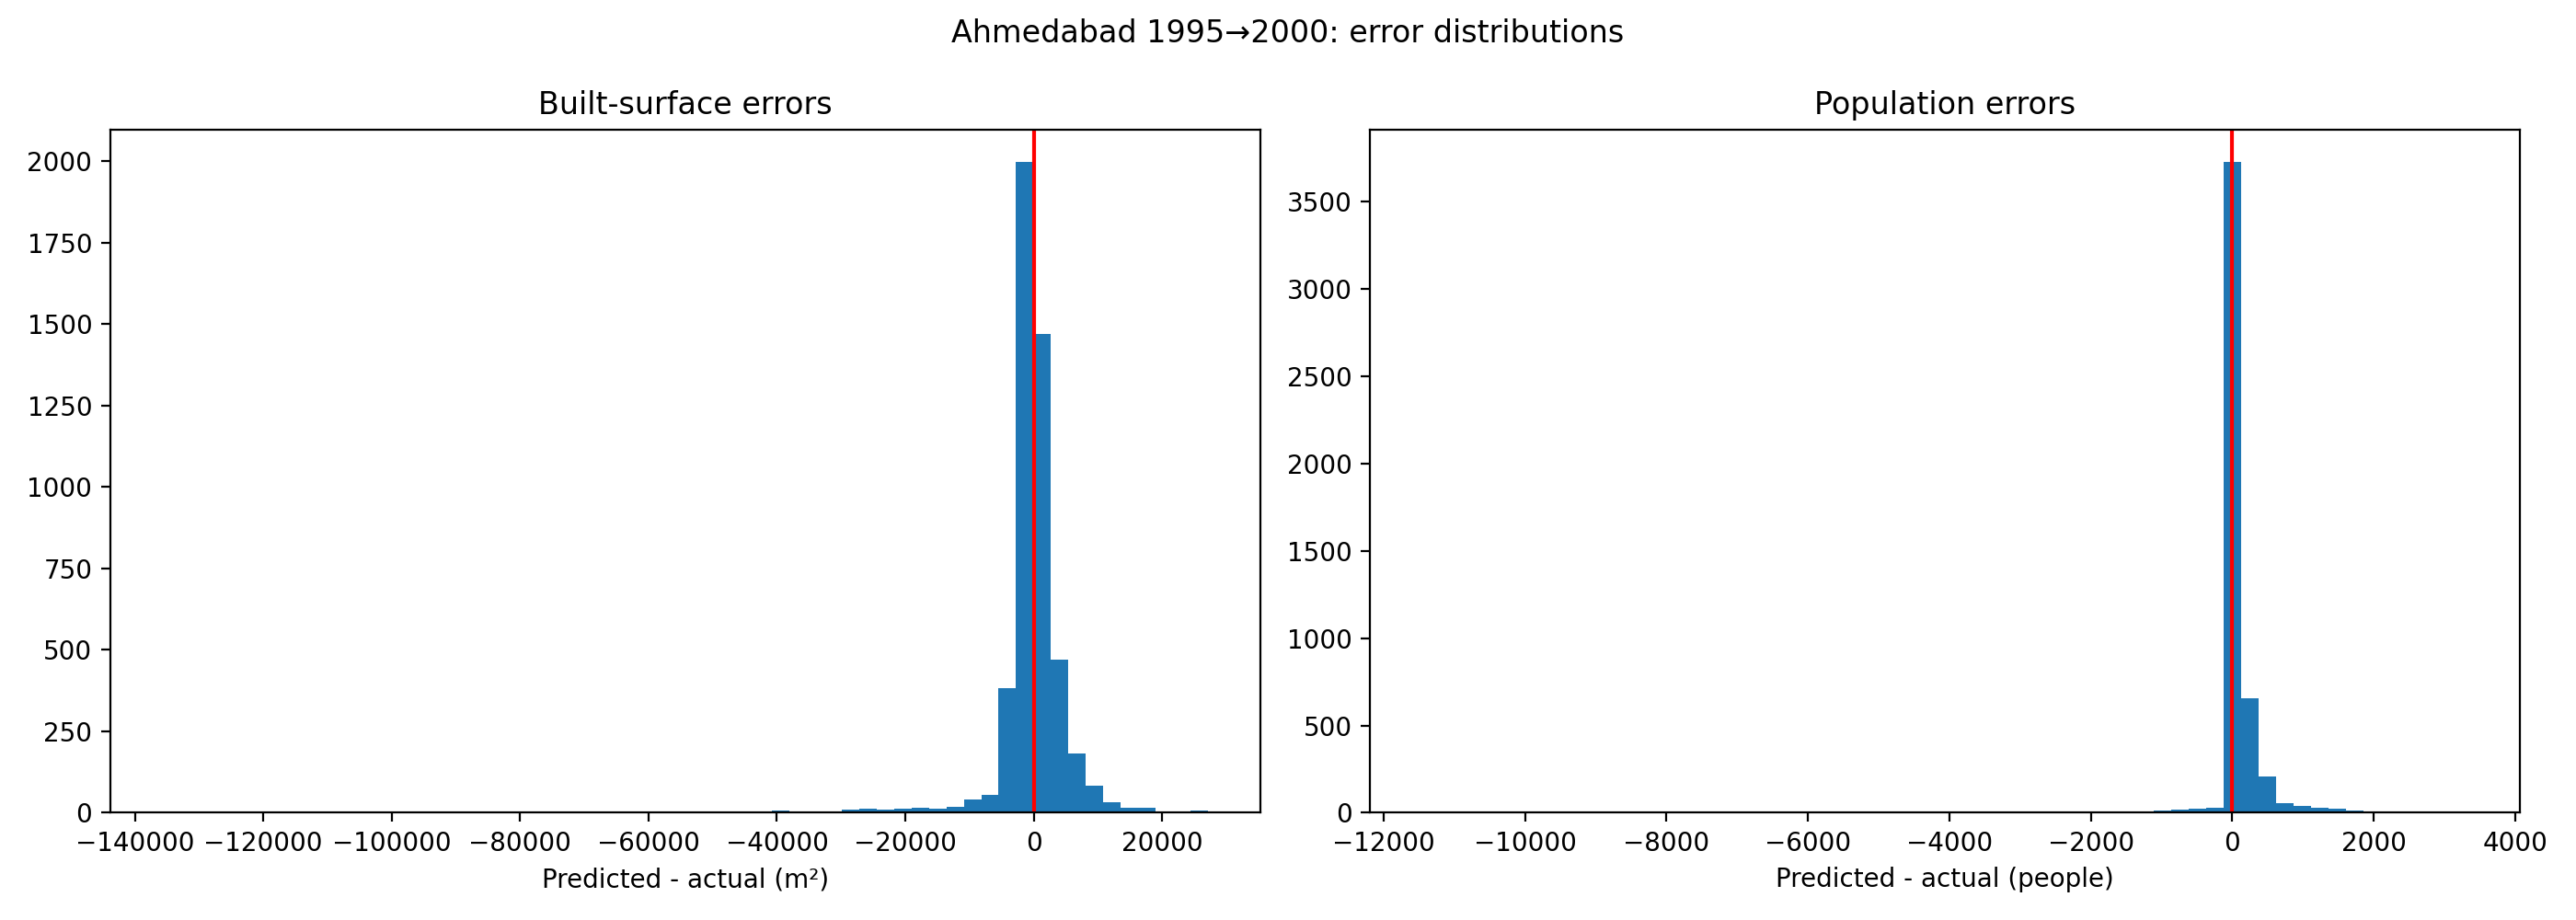 Ahmedabad 1995→2000: error distributions
Built-surface errors
2000
1750
1500
1250
1000
750
500
250
0
−140000 −120000 −100000 −80000 −60000 −40000 −20000 0 20000
Predicted - actual (m²)
Population errors
3500
3000
2500
2000
1500
1000
500
0
−12000 −10000 −8000 −6000 −4000 −2000 0 2000 4000
Predicted - actual (people)